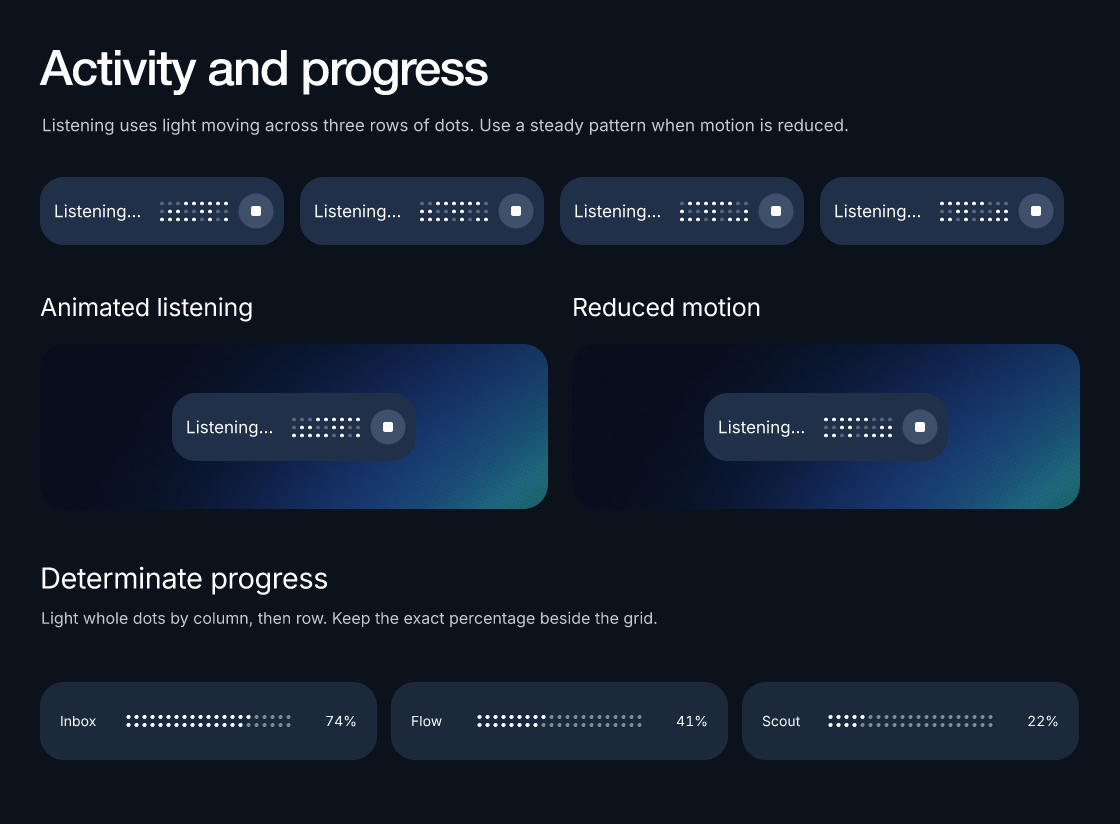 Activity and progress
Listening uses light moving across three rows of dots. Use a steady pattern when motion is reduced.
Listening...
Listening...
Listening...
Listening...
Animated listening
Reduced motion
Listening...
Listening...
Determinate progress
Light whole dots by column, then row. Keep the exact percentage beside the grid.
Inbox 74%
Flow 41%
Scout 22%